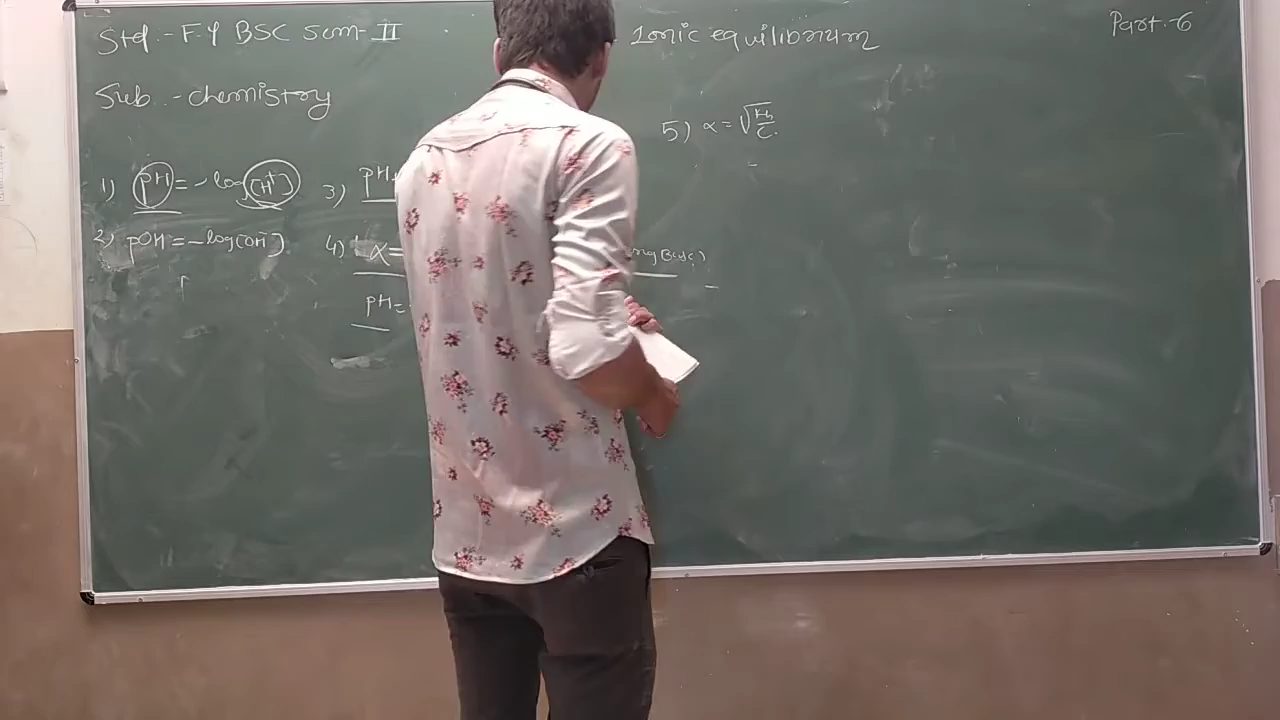 Std.- F.Y BSC Sem-II
Ionic equilibrium
Part-6
Sub.- chemistry
1) pH=-log[H⁺]
2) pOH=-log[OH⁻]
3) pH
4) α=
pH=
5) α=√Kb/C